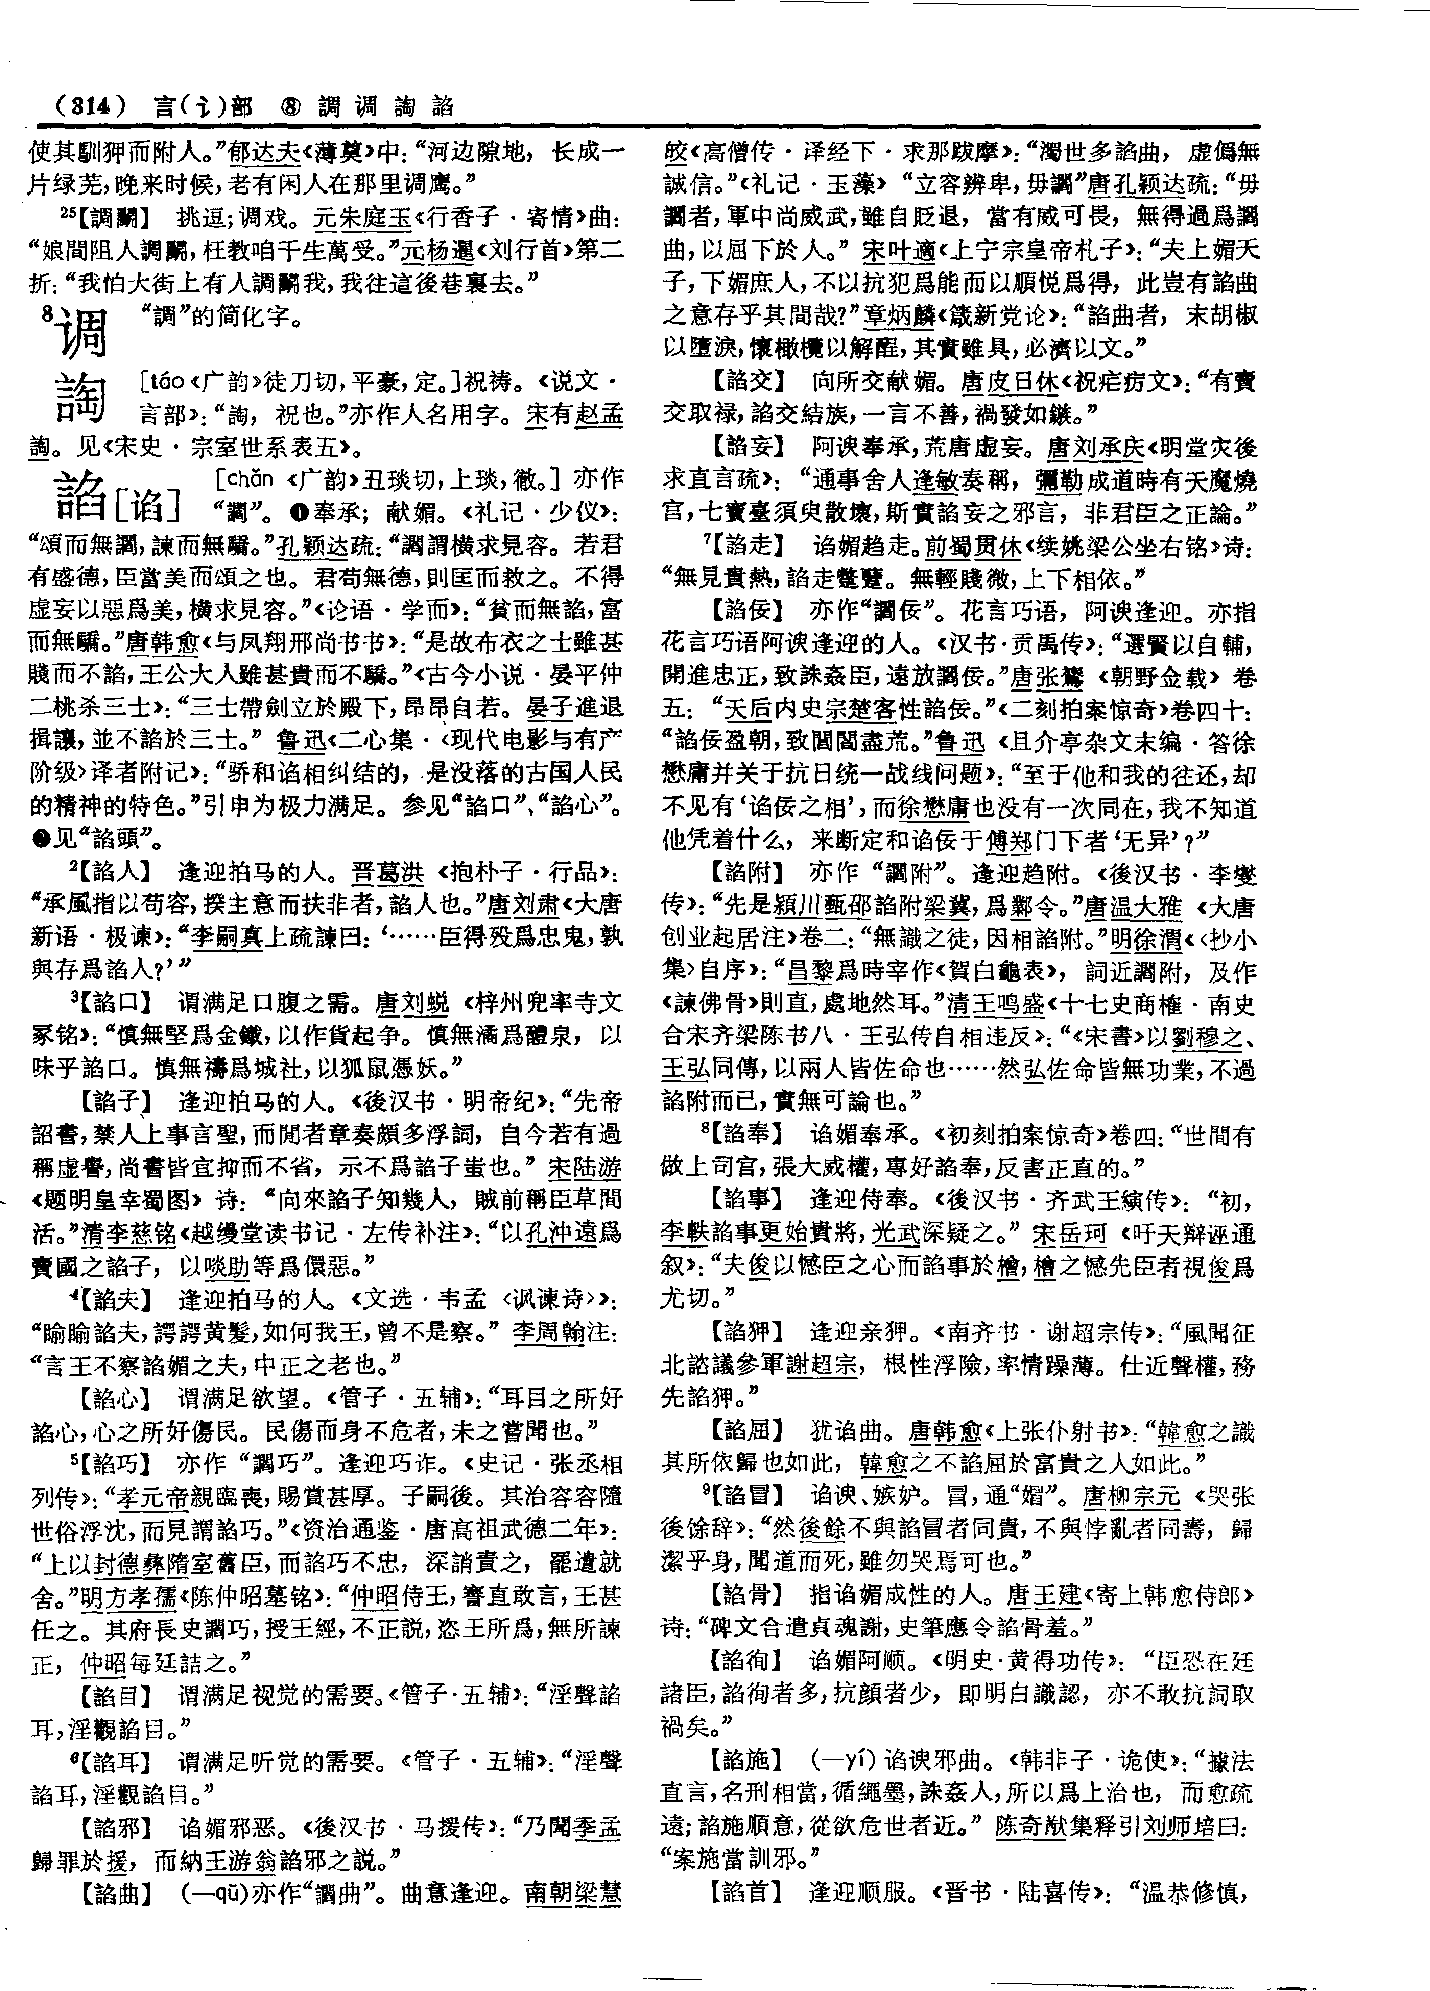 (314) 言(讠)部 ⑧ 調调詾諂
使其馴狎而附人。”郁达夫《薄奠》中：“河边隙地，长成一
片绿芜，晚来时候，老有闲人在那里调鹰。”
25【調鬭】 挑逗；调戏。元朱庭玉《行香子·寄情》曲：
“娘間阻人調鬭，枉教咱千生萬受。”元杨暹《刘行首》第二
折：“我怕大街上有人調鬭我，我往這後巷裏去。”
8调 “調”的简化字。
詾 [táo《广韵》徒刀切，平豪，定。]祝祷。《说文·
言部》：“詾，祝也。”亦作人名用字。宋有赵孟
詾。见《宋史·宗室世系表五》。
諂[谄] [chǎn《广韵》丑琰切，上琰，徹。]亦作
“讇”。❶奉承；献媚。《礼记·少仪》：
“頌而無讇，諫而無驕。”孔颖达疏：“讇謂横求見容。若君
有盛德，臣當美而頌之也。君苟無德，則匡而救之。不得
虚妄以惡爲美，横求見容。”《论语·学而》：“貧而無諂，富
而無驕。”唐韩愈《与凤翔邢尚书书》：“是故布衣之士雖甚
賤而不諂，王公大人雖甚貴而不驕。”《古今小说·晏平仲
二桃杀三士》：“三士帶劍立於殿下，昂昂自若。晏子進退
揖讓，並不諂於三士。”鲁迅《二心集·〈现代电影与有产
阶级〉译者附记》：“骄和谄相纠结的，是没落的古国人民
的精神的特色。”引申为极力满足。参见“諂口”、“諂心”。
❷见“諂頭”。
2【諂人】 逢迎拍马的人。晋葛洪《抱朴子·行品》：
“承風指以苟容，揆主意而扶非者，諂人也。”唐刘肃《大唐
新语·极谏》：“李嗣真上疏諫曰：‘……臣得殁爲忠鬼，孰
與存爲諂人？’”
3【諂口】 谓满足口腹之需。唐刘蜕《梓州兜率寺文
冢铭》：“慎無堅爲金鐵，以作貨起争。慎無潏爲醴泉，以
味乎諂口。慎無禱爲城社，以狐鼠憑妖。”
【諂子】 逢迎拍马的人。《後汉书·明帝纪》：“先帝
詔書，禁人上事言聖，而閒者章奏頗多浮詞，自今若有過
稱虚譽，尚書皆宜抑而不省，示不爲諂子蚩也。”宋陆游
《题明皇幸蜀图》诗：“向來諂子知幾人，賊前稱臣草間
活。”清李慈铭《越缦堂读书记·左传补注》：“以孔沖遠爲
賣國之諂子，以啖助等爲儇惡。”
4【諂夫】 逢迎拍马的人。《文选·韦孟〈讽谏诗〉》：
“睮睮諂夫，諤諤黄髮，如何我王，曾不是察。”李周翰注：
“言王不察諂媚之夫，中正之老也。”
【諂心】 谓满足欲望。《管子·五辅》：“耳目之所好
諂心，心之所好傷民。民傷而身不危者，未之嘗聞也。”
5【諂巧】 亦作“讇巧”。逢迎巧诈。《史记·张丞相
列传》：“孝元帝親臨喪，賜賞甚厚。子嗣後。其治容容隨
世俗浮沈，而見謂諂巧。”《资治通鉴·唐高祖武德二年》：
“上以封德彝隋室舊臣，而諂巧不忠，深誚責之，罷遣就
舍。”明方孝孺《陈仲昭墓铭》：“仲昭侍王，謇直敢言，王甚
任之。其府長史讇巧，授王經，不正説，恣王所爲，無所諫
正，仲昭每廷詰之。”
【諂目】 谓满足视觉的需要。《管子·五辅》：“淫聲諂
耳，淫觀諂目。”
6【諂耳】 谓满足听觉的需要。《管子·五辅》：“淫聲
諂耳，淫觀諂目。”
【諂邪】 谄媚邪恶。《後汉书·马援传》：“乃聞季孟
歸罪於援，而納王游翁諂邪之説。”
【諂曲】 (—qū)亦作“讇曲”。曲意逢迎。南朝梁慧
皎《高僧传·译经下·求那跋摩》：“濁世多諂曲，虚僞無
誠信。”《礼记·玉藻》“立容辨卑，毋讇”唐孔颖达疏：“毋
讇者，軍中尚威武，雖自貶退，當有威可畏，無得過爲讇
曲，以屈下於人。”宋叶適《上宁宗皇帝札子》：“夫上媚天
子，下媚庶人，不以抗犯爲能而以順悦爲得，此豈有諂曲
之意存乎其間哉？”章炳麟《箴新党论》：“諂曲者，末胡椒
以墮淚，懷橄欖以解酲，其實雖具，必濟以文。”
【諂交】 向所交献媚。唐皮日休《祝疟疠文》：“有賣
交取禄，諂交結族，一言不善，禍發如鏃。”
【諂妄】 阿谀奉承，荒唐虚妄。唐刘承庆《明堂灾後
求直言疏》：“通事舍人逢敏奏稱，彌勒成道時有天魔燒
宫，七寶臺須臾散壞，斯實諂妄之邪言，非君臣之正論。”
7【諂走】 谄媚趋走。前蜀贯休《续姚梁公坐右铭》诗：
“無見貴熱，諂走蹩躠。無輕賤微，上下相依。”
【諂佞】 亦作“讇佞”。花言巧语，阿谀逢迎。亦指
花言巧语阿谀逢迎的人。《汉书·贡禹传》：“選賢以自輔，
開進忠正，致誅姦臣，遠放讇佞。”唐张鷟《朝野金载》卷
五：“天后内史宗楚客性諂佞。”《二刻拍案惊奇》卷四十：
“諂佞盈朝，致閭閻盡荒。”鲁迅《且介亭杂文末编·答徐
懋庸并关于抗日统一战线问题》：“至于他和我的往还，却
不见有‘谄佞之相’，而徐懋庸也没有一次同在，我不知道
他凭着什么，来断定和谄佞于傅郑门下者‘无异’？”
【諂附】 亦作“讇附”。逢迎趋附。《後汉书·李燮
传》：“先是潁川甄邵諂附梁冀，爲鄴令。”唐温大雅《大唐
创业起居注》卷二：“無識之徒，因相諂附。”明徐渭《〈抄小
集〉自序》：“昌黎爲時宰作《賀白龜表》，詞近讇附，及作
《諫佛骨》則直，處地然耳。”清王鸣盛《十七史商榷·南史
合宋齐梁陈书八·王弘传自相违反》：“《宋書》以劉穆之、
王弘同傳，以兩人皆佐命也……然弘佐命皆無功業，不過
諂附而已，實無可論也。”
8【諂奉】 谄媚奉承。《初刻拍案惊奇》卷四：“世間有
做上司官，張大威權，專好諂奉，反害正直的。”
【諂事】 逢迎侍奉。《後汉书·齐武王縯传》：“初，
李軼諂事更始貴將，光武深疑之。”宋岳珂《吁天辩诬通
叙》：“夫俊以憾臣之心而諂事於檜，檜之憾先臣者視俊爲
尤切。”
【諂狎】 逢迎亲狎。《南齐书·谢超宗传》：“風聞征
北諮議參軍謝超宗，根性浮險，率情躁薄。仕近聲權，務
先諂狎。”
【諂屈】 犹谄曲。唐韩愈《上张仆射书》：“韓愈之識
其所依歸也如此，韓愈之不諂屈於富貴之人如此。”
9【諂冒】 谄谀、嫉妒。冒，通“媢”。唐柳宗元《哭张
後馀辞》：“然後餘不與諂冒者同貴，不與悖亂者同壽，歸
潔乎身，聞道而死，雖勿哭焉可也。”
【諂骨】 指谄媚成性的人。唐王建《寄上韩愈侍郎》
诗：“碑文合遣貞魂謝，史筆應令諂骨羞。”
【諂徇】 谄媚阿顺。《明史·黄得功传》：“臣恐在廷
諸臣，諂徇者多，抗顔者少，即明白識認，亦不敢抗詞取
禍矣。”
【諂施】 (—yí)谄谀邪曲。《韩非子·诡使》：“據法
直言，名刑相當，循繩墨，誅姦人，所以爲上治也，而愈疏
遠；諂施順意，從欲危世者近。”陈奇猷集释引刘师培曰：
“案施當訓邪。”
【諂首】 逢迎顺服。《晋书·陆喜传》：“温恭修慎，